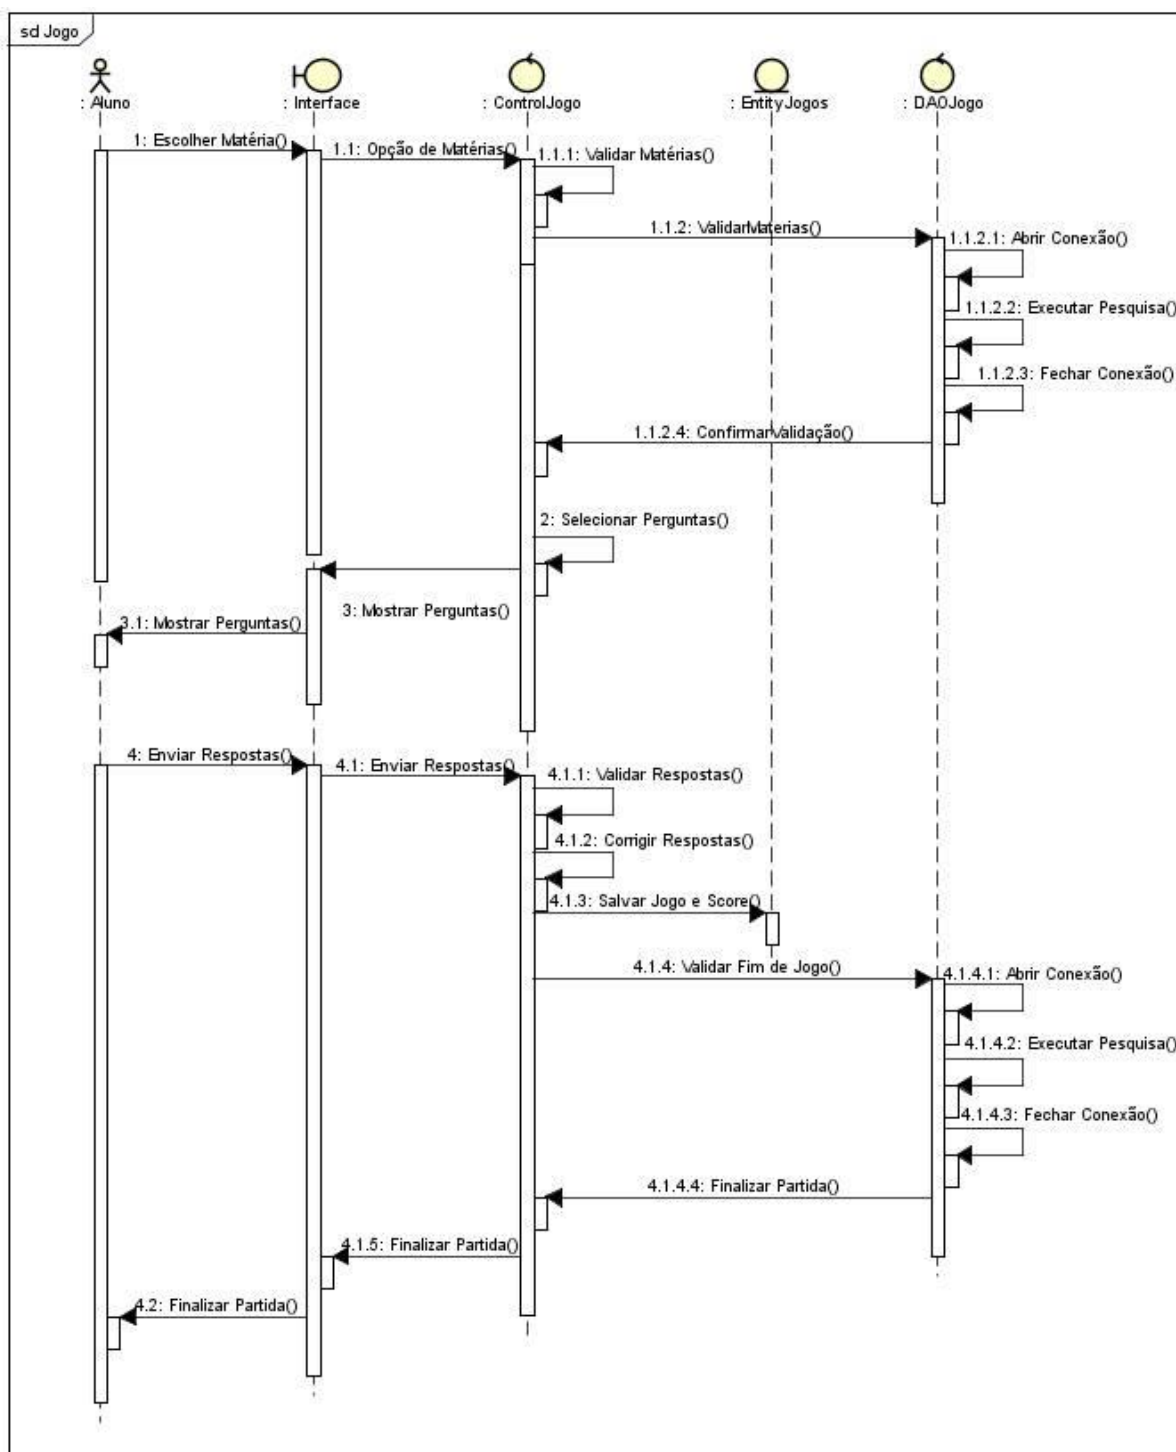 sd Jogo
: Aluno
: Interface
: ControlJogo
: EntityJogos
: DAOJogo
1: Escolher Matéria()
1.1: Opção de Matérias()
1.1.1: Validar Matérias()
1.1.2: ValidarMaterias()
1.1.2.1: Abrir Conexão()
1.1.2.2: Executar Pesquisa()
1.1.2.3: Fechar Conexão()
1.1.2.4: ConfirmarValidação()
2: Selecionar Perguntas()
3: Mostrar Perguntas()
3.1: Mostrar Perguntas()
4: Enviar Respostas()
4.1: Enviar Respostas()
4.1.1: Validar Respostas()
4.1.2: Corrigir Respostas()
4.1.3: Salvar Jogo e Score()
4.1.4: Validar Fim de Jogo()
4.1.4.1: Abrir Conexão()
4.1.4.2: Executar Pesquisa()
4.1.4.3: Fechar Conexão()
4.1.4.4: Finalizar Partida()
4.1.5: Finalizar Partida()
4.2: Finalizar Partida()